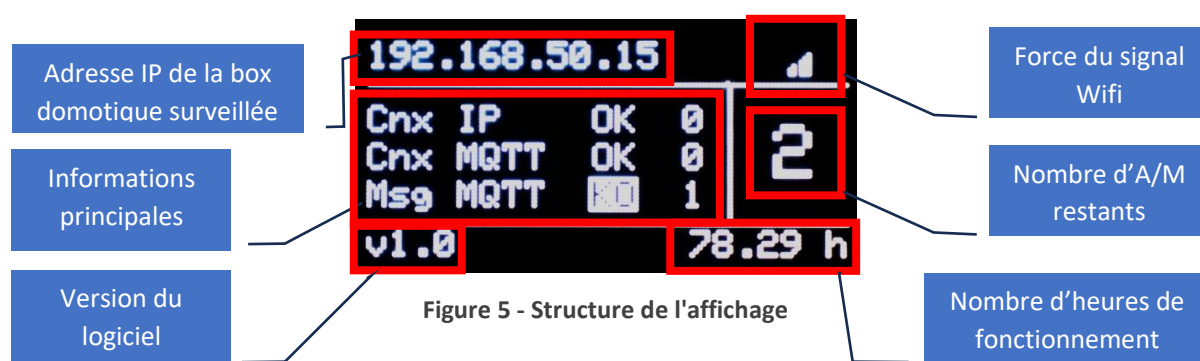 Adresse IP de la box
domotique surveillée
Informations
principales
Version du
logiciel
192.168.50.15
Cnx IP OK 0
Cnx MQTT OK 0
Msg MQTT KO 1
2
v1.0
78.29 h
Force du signal
Wifi
Nombre d'A/M
restants
Nombre d'heures de
fonctionnement
Figure 5 - Structure de l'affichage